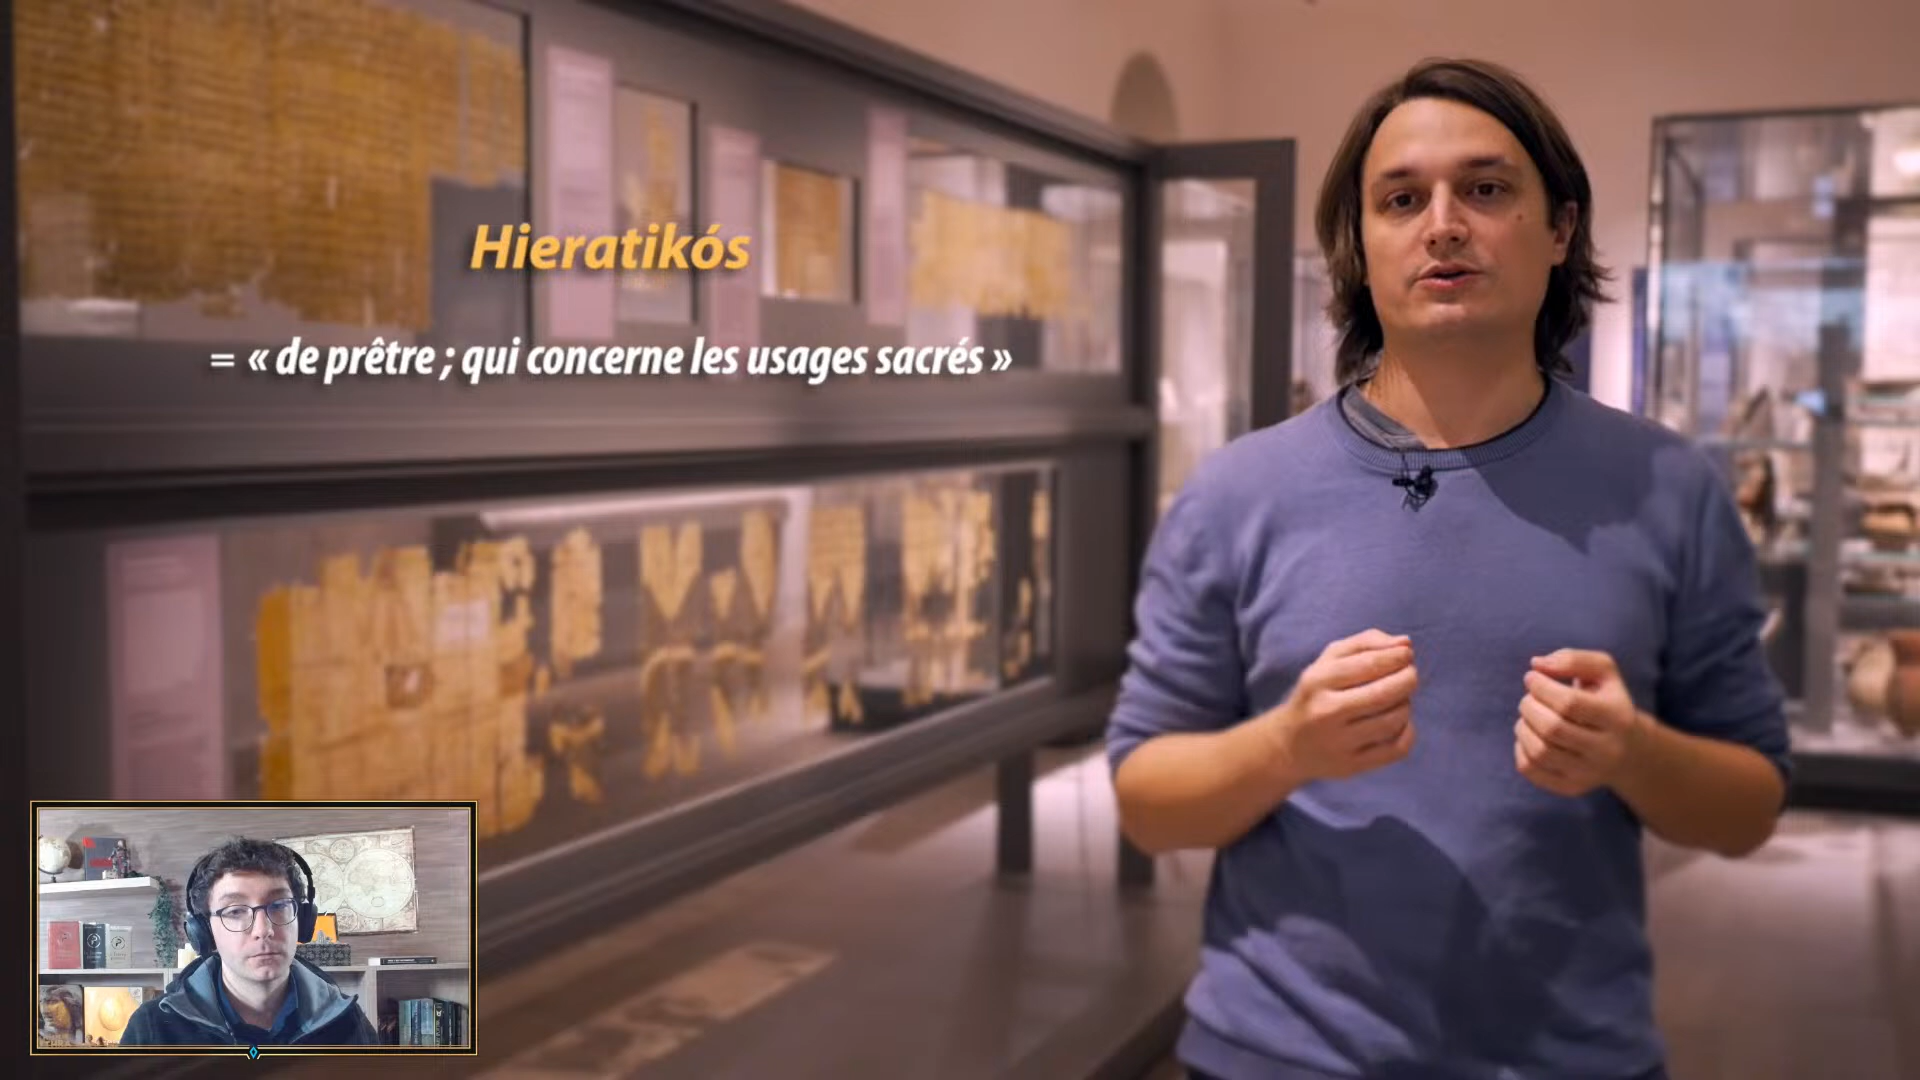 Hieratikós
= « de prêtre ; qui concerne les usages sacrés »